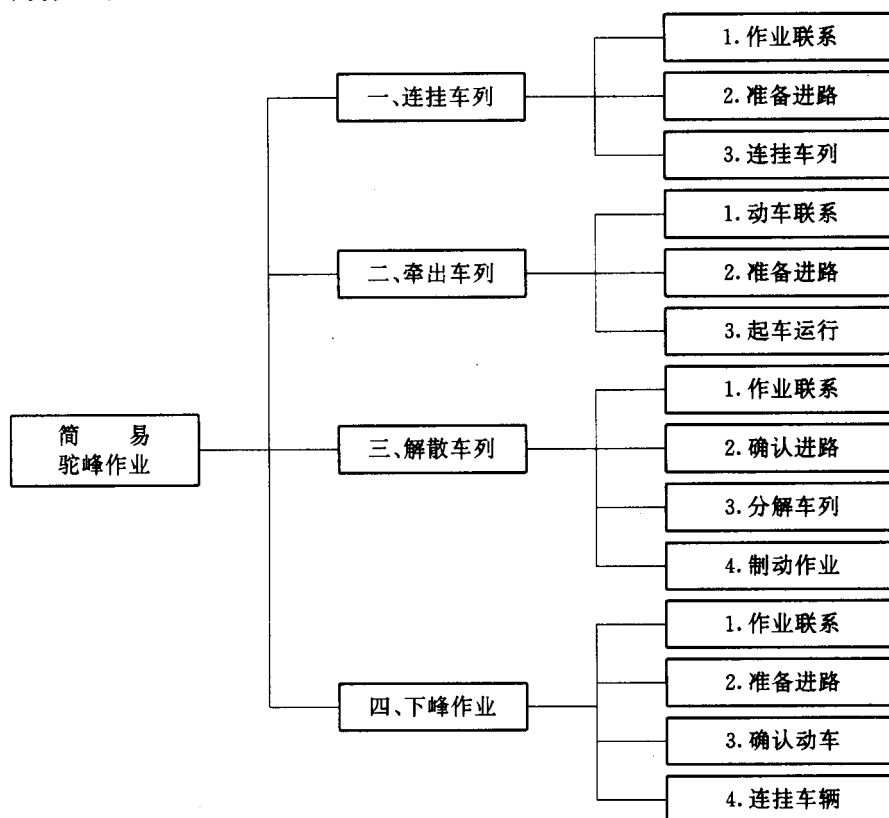 简 易
驼峰作业
一、连挂车列
1.作业联系
2.准备进路
3.连挂车列
二、牵出车列
1.动车联系
2.准备进路
3.起车运行
三、解散车列
1.作业联系
2.确认进路
3.分解车列
4.制动作业
四、下峰作业
1.作业联系
2.准备进路
3.确认动车
4.连挂车辆